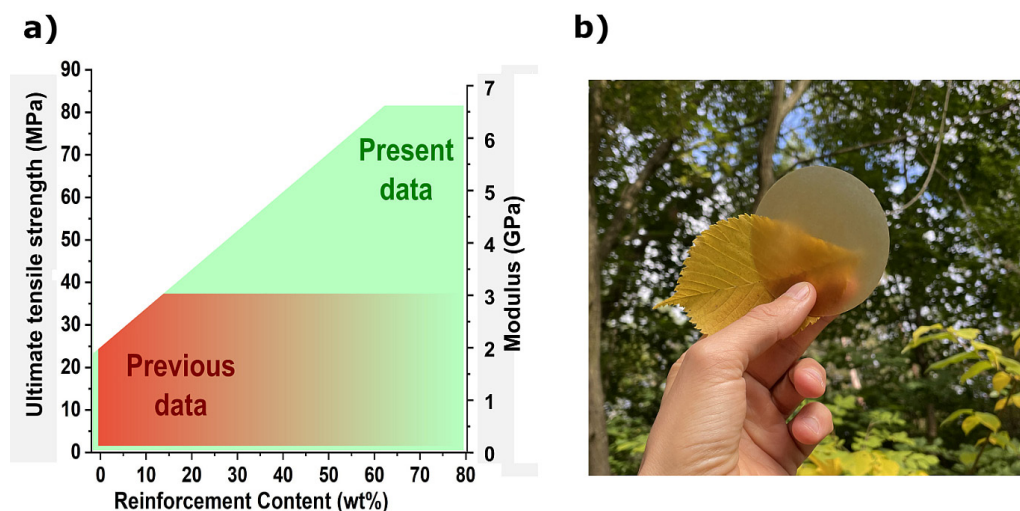 a)
Ultimate tensile strength (MPa)
90
80
70
60
50
40
30
20
10
0
Present
data
Previous
data
7
6
5
4
3
2
1
0
Modulus (GPa)
0 10 20 30 40 50 60 70 80
Reinforcement Content (wt%)
b)